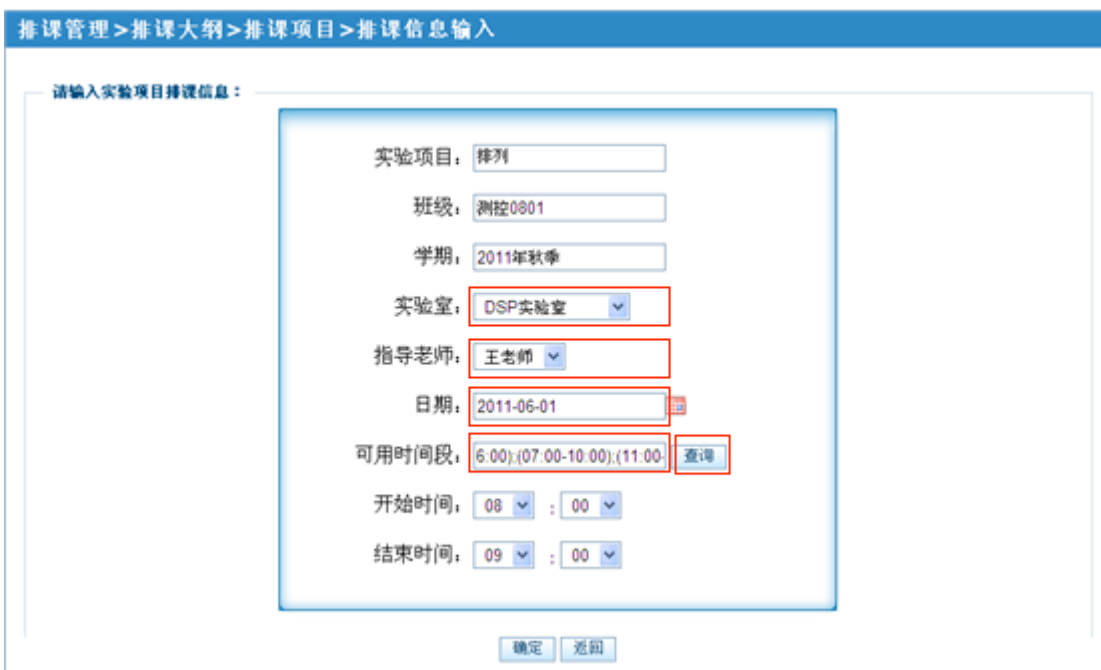 排课管理>排课大纲>排课项目>排课信息输入
请输入实验项目排课信息：
实验项目： 排列
班级： 测控0801
学期： 2011年秋季
实验室： DSP实验室
指导老师： 王老师
日期： 2011-06-01
可用时间段： 6:00);(07:00-10:00);(11:00- 查询
开始时间： 08 : 00
结束时间： 09 : 00
确定 返回